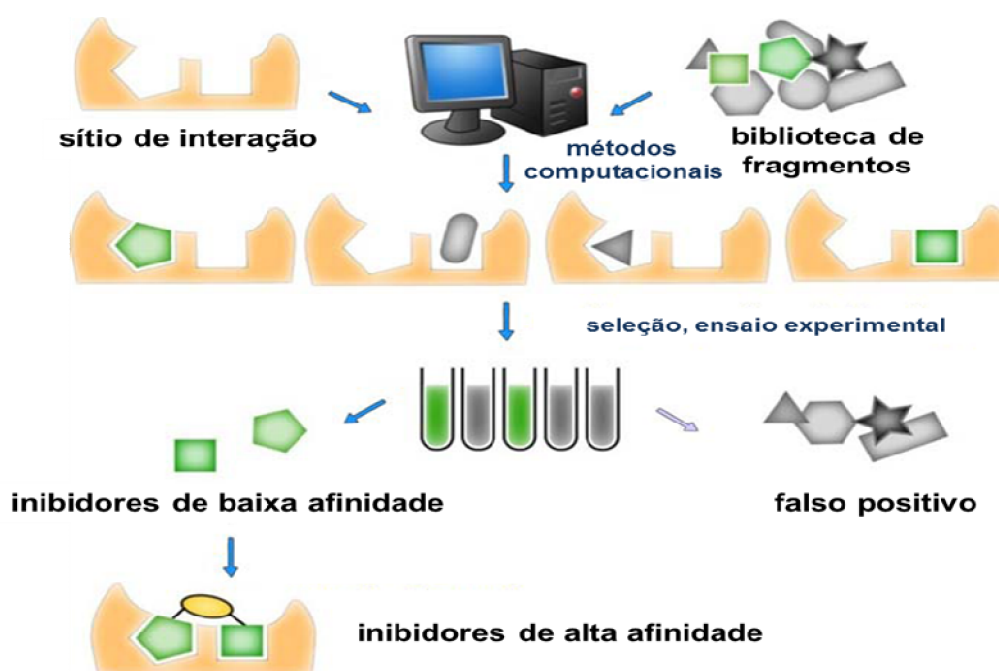 sítio de interação
métodos
computacionais
biblioteca de
fragmentos
seleção, ensaio experimental
inibidores de baixa afinidade
falso positivo
inibidores de alta afinidade